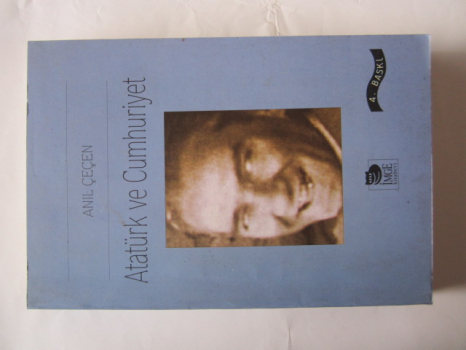 ANIL ÇEÇEN
Atatürk ve Cumhuriyet
4. BASKI
İMGE